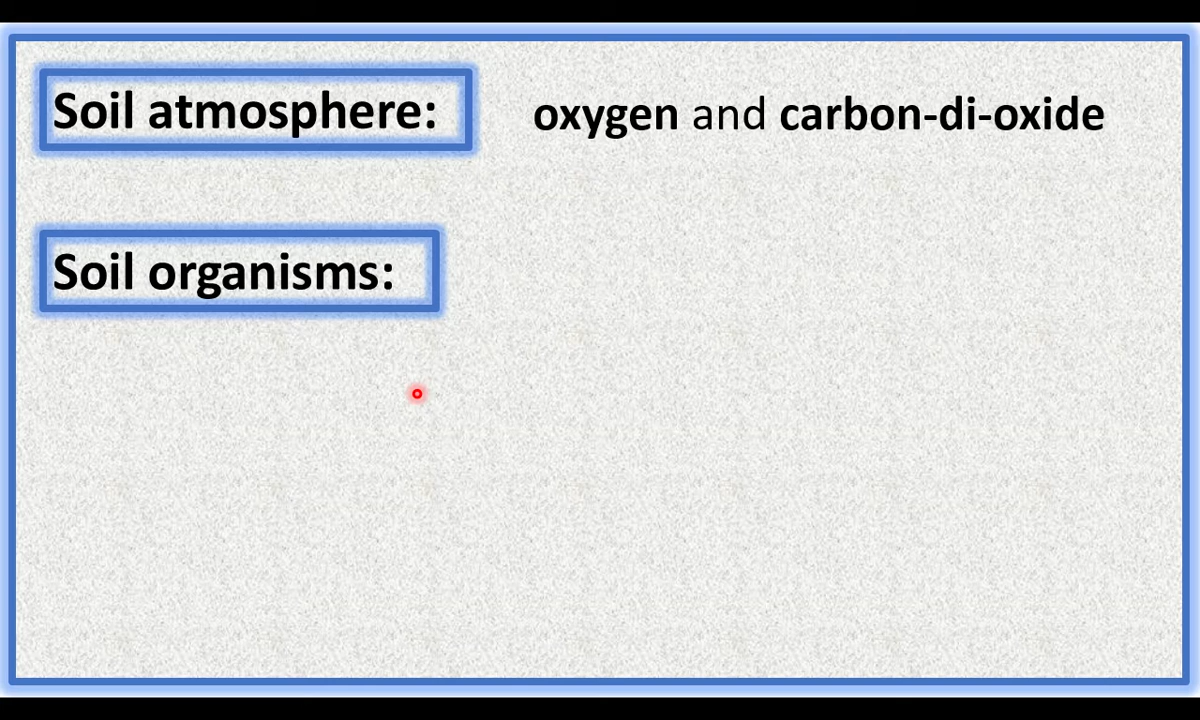 Soil atmosphere: oxygen and carbon-di-oxide
Soil organisms: